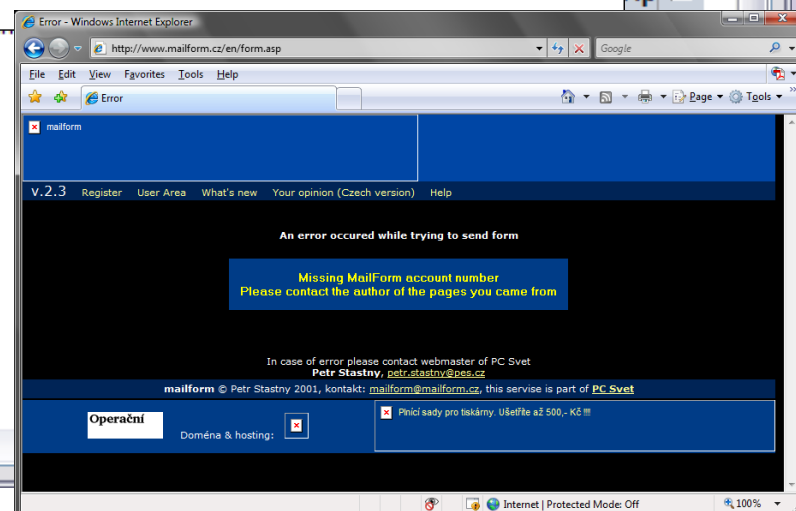 Error - Windows Internet Explorer
http://www.mailform.cz/en/form.asp
Google
File Edit View Favorites Tools Help
Error
Page Tools
mailform
v.2.3 Register User Area What's new Your opinion (Czech version) Help
An error occured while trying to send form
Missing MailForm account number
Please contact the author of the pages you came from
In case of error please contact webmaster of PC Svet
Petr Stastny, petr.stastny@pes.cz
mailform © Petr Stastny 2001, kontakt: mailform@mailform.cz, this servise is part of PC Svet
Operační
Doména & hosting:
Plnící sady pro tiskárny. Ušetříte až 500,- Kč !!!
Internet | Protected Mode: Off
100%